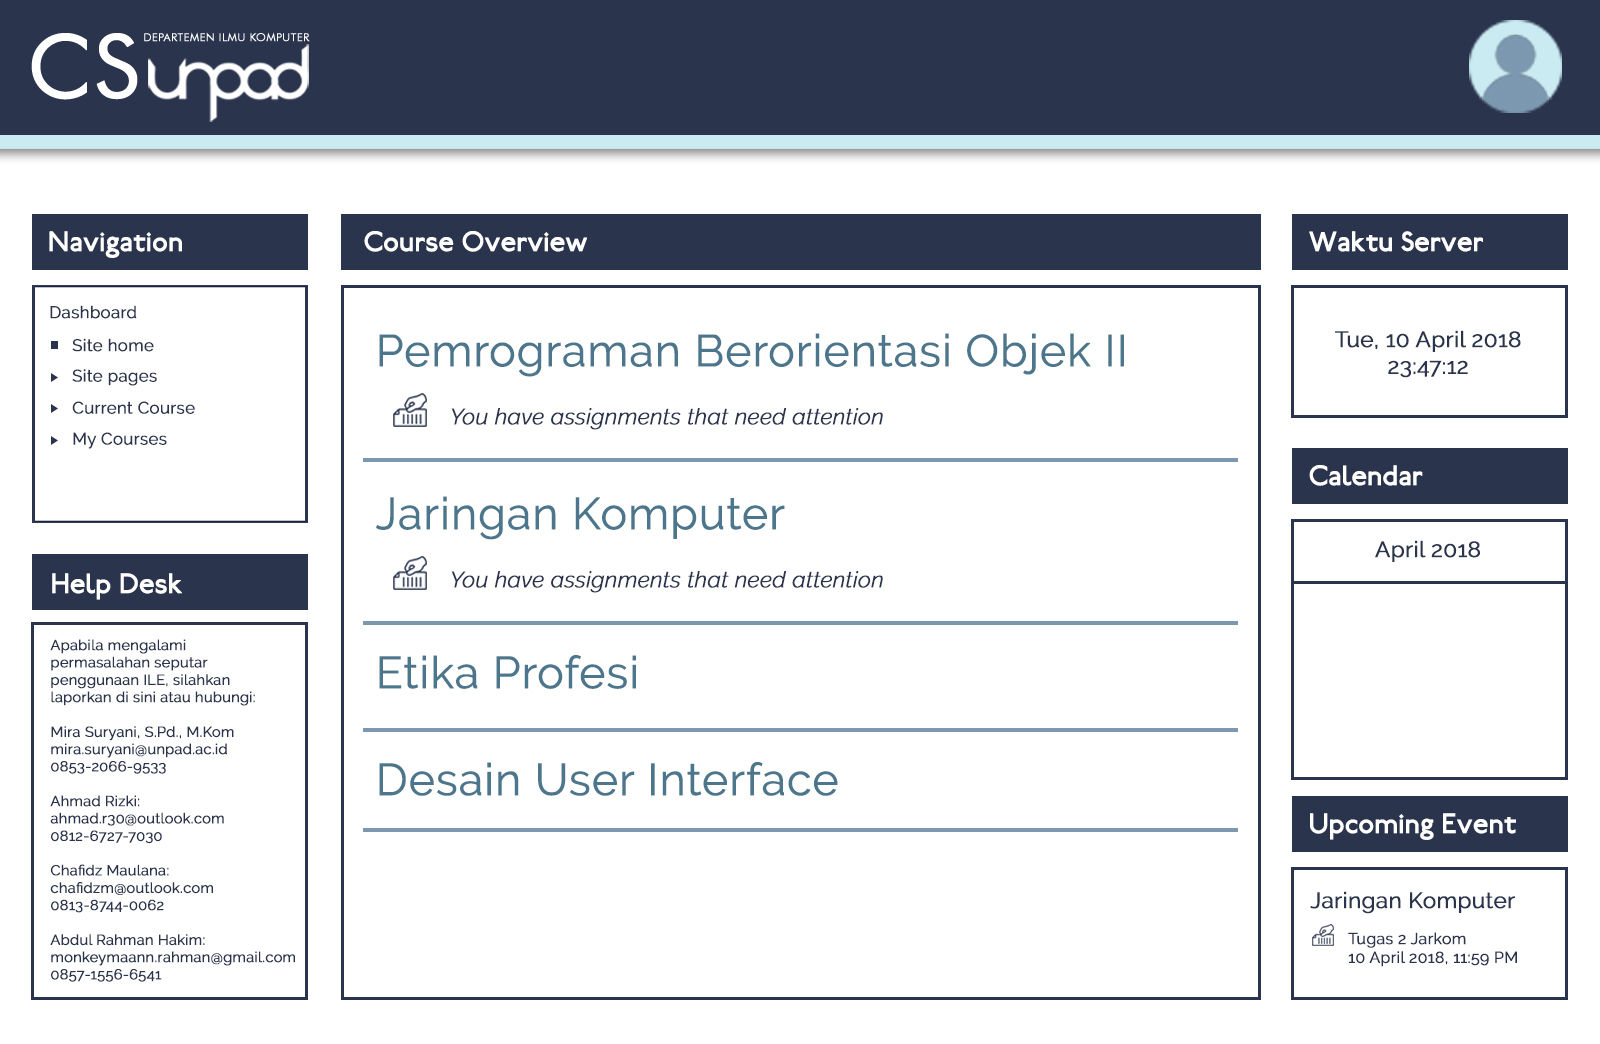 CS DEPARTEMEN ILMU KOMPUTER
unpad
Navigation
Dashboard
Site home
Site pages
Current Course
My Courses
Help Desk
Apabila mengalami
permasalahan seputar
penggunaan ILE, silahkan
laporkan di sini atau hubungi:
Mira Suryani, S.Pd., M.Kom
mira.suryani@unpad.ac.id
0853-2066-9533
Ahmad Rizki:
ahmad.r30@outlook.com
0812-6727-7030
Chafidz Maulana:
chafidzm@outlook.com
0813-8744-0062
Abdul Rahman Hakim:
monkeymaann.rahman@gmail.com
0857-1556-6541
Course Overview
Pemrograman Berorientasi Objek II
You have assignments that need attention
Jaringan Komputer
You have assignments that need attention
Etika Profesi
Desain User Interface
Waktu Server
Tue, 10 April 2018
23:47:12
Calendar
April 2018
Upcoming Event
Jaringan Komputer
Tugas 2 Jarkom
10 April 2018, 11:59 PM